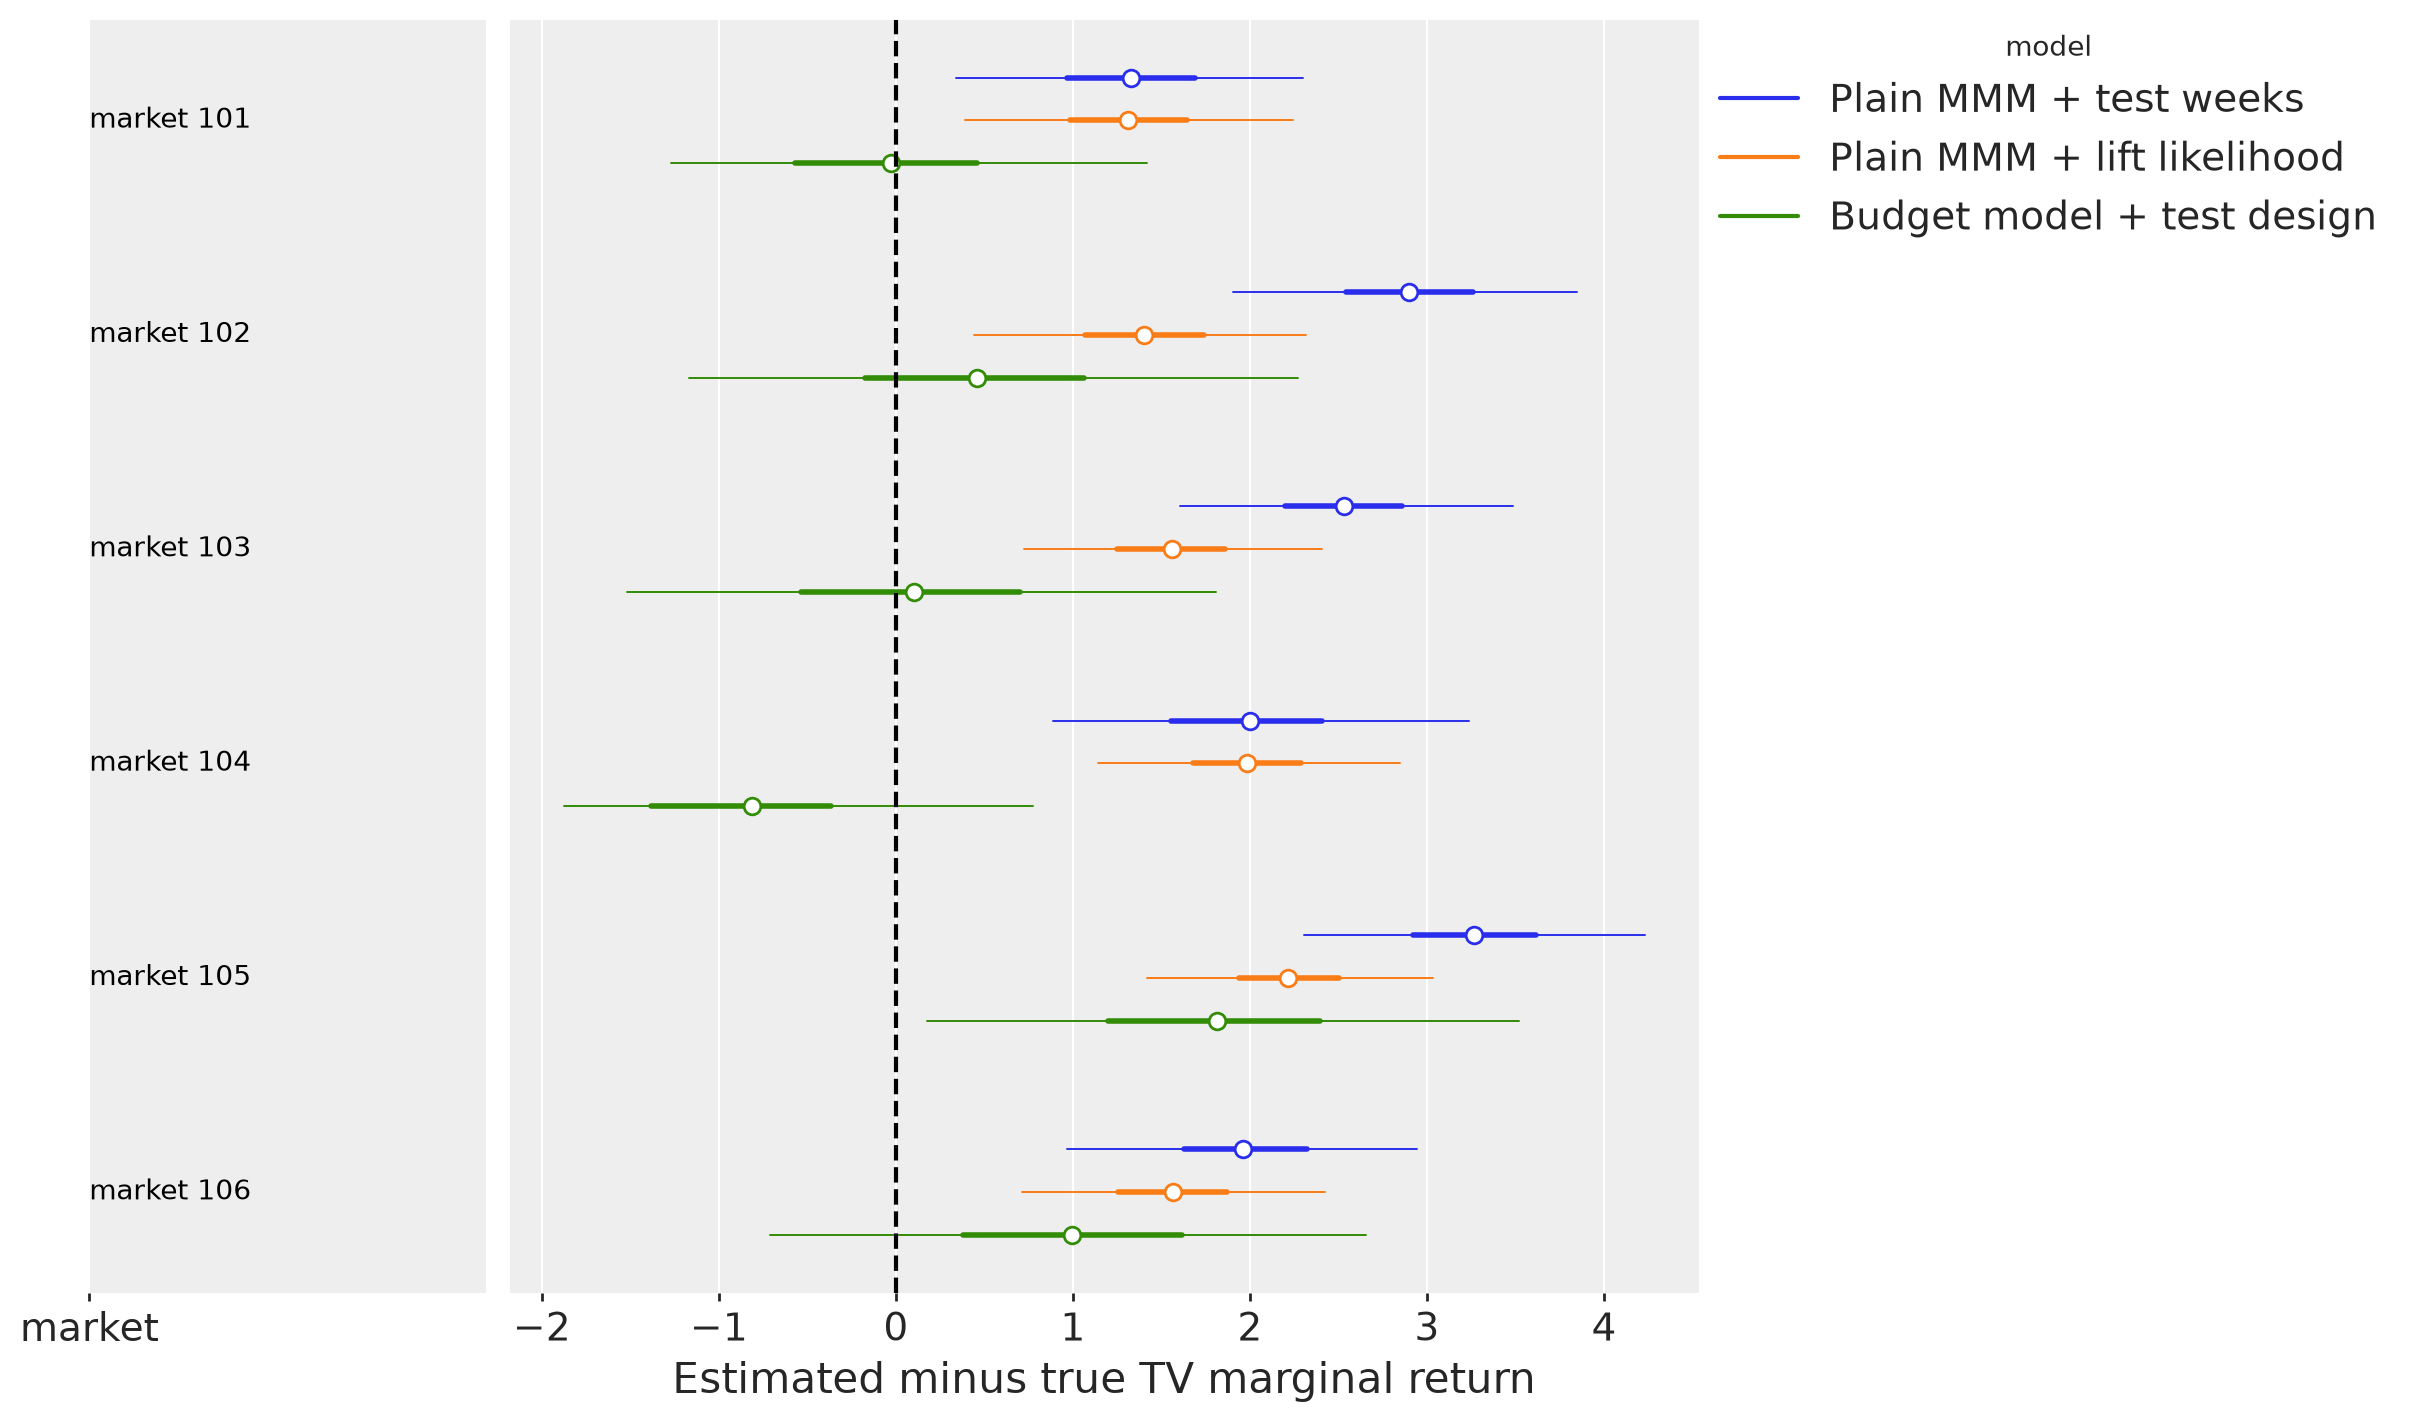 model
Plain MMM + test weeks
Plain MMM + lift likelihood
Budget model + test design
market 101
market 102
market 103
market 104
market 105
market 106
market
−2 −1 0 1 2 3 4
Estimated minus true TV marginal return